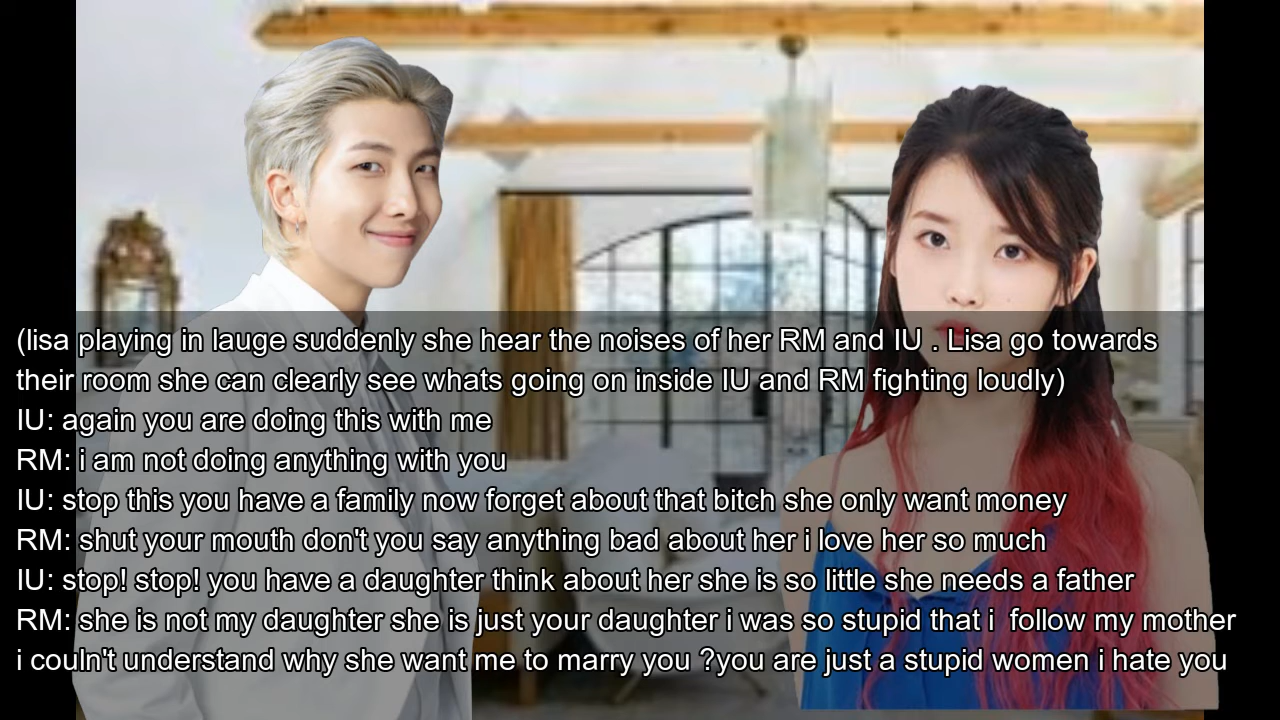 (lisa playing in lauge suddenly she hear the noises of her RM and IU . Lisa go towards
their room she can clearly see whats going on inside IU and RM fighting loudly)
IU: again you are doing this with me
RM: i am not doing anything with you
IU: stop this you have a family now forget about that bitch she only want money
RM: shut your mouth don't you say anything bad about her i love her so much
IU: stop! stop! you have a daughter think about her she is so little she needs a father
RM: she is not my daughter she is just your daughter i was so stupid that i  follow my mother
i couln't understand why she want me to marry you ?you are just a stupid women i hate you